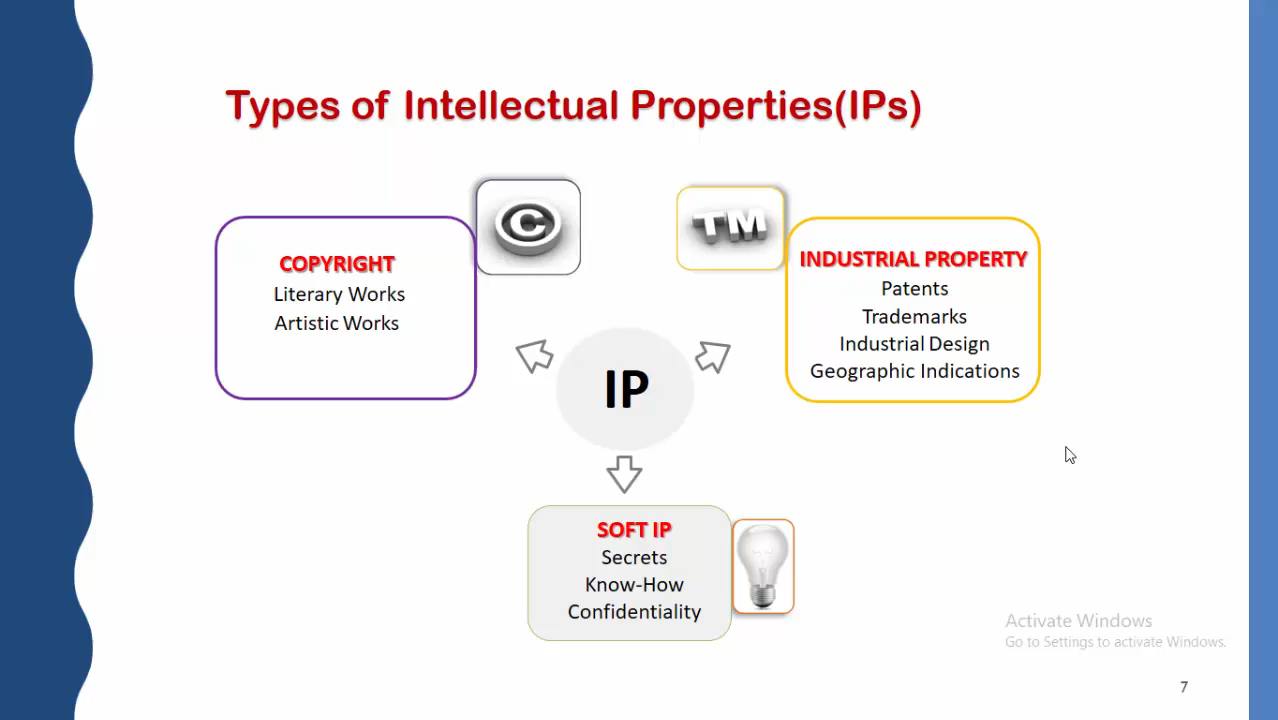 Types of Intellectual Properties(IPs)
©
TM
COPYRIGHT
Literary Works
Artistic Works
INDUSTRIAL PROPERTY
Patents
Trademarks
Industrial Design
Geographic Indications
IP
SOFT IP
Secrets
Know-How
Confidentiality
Activate Windows
Go to Settings to activate Windows.
7